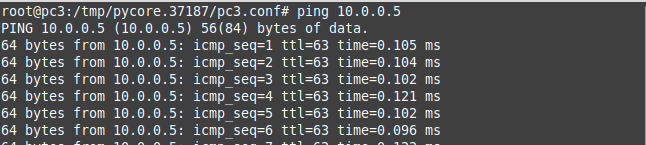 root@pc3:/tmp/pycore.37187/pc3.conf# ping 10.0.0.5
PING 10.0.0.5 (10.0.0.5) 56(84) bytes of data.
64 bytes from 10.0.0.5: icmp_seq=1 ttl=63 time=0.105 ms
64 bytes from 10.0.0.5: icmp_seq=2 ttl=63 time=0.104 ms
64 bytes from 10.0.0.5: icmp_seq=3 ttl=63 time=0.102 ms
64 bytes from 10.0.0.5: icmp_seq=4 ttl=63 time=0.121 ms
64 bytes from 10.0.0.5: icmp_seq=5 ttl=63 time=0.102 ms
64 bytes from 10.0.0.5: icmp_seq=6 ttl=63 time=0.096 ms